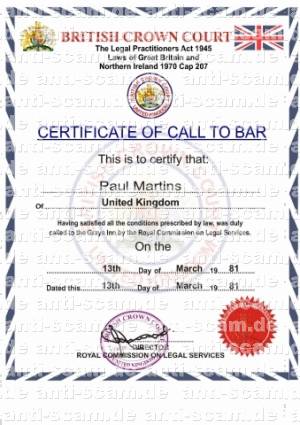 BRITISH CROWN COURT
The Legal Practitioners Act 1945
Laws of Great Britain and
Northern Ireland 1970 Cap 207
CERTIFICATE OF CALL TO BAR
This is to certify that:
Paul Martins
Of United Kingdom
Having satisfied all the conditions prescribed by law, was duly
called to the Grays Inn by the Royal Commission on Legal Services.
On the
13th Day of March 19 81
Dated this 13th Day of March 19 81
DIRECTOR
ROYAL COMMISSION ON LEGAL SERVICES
anti-scam.de